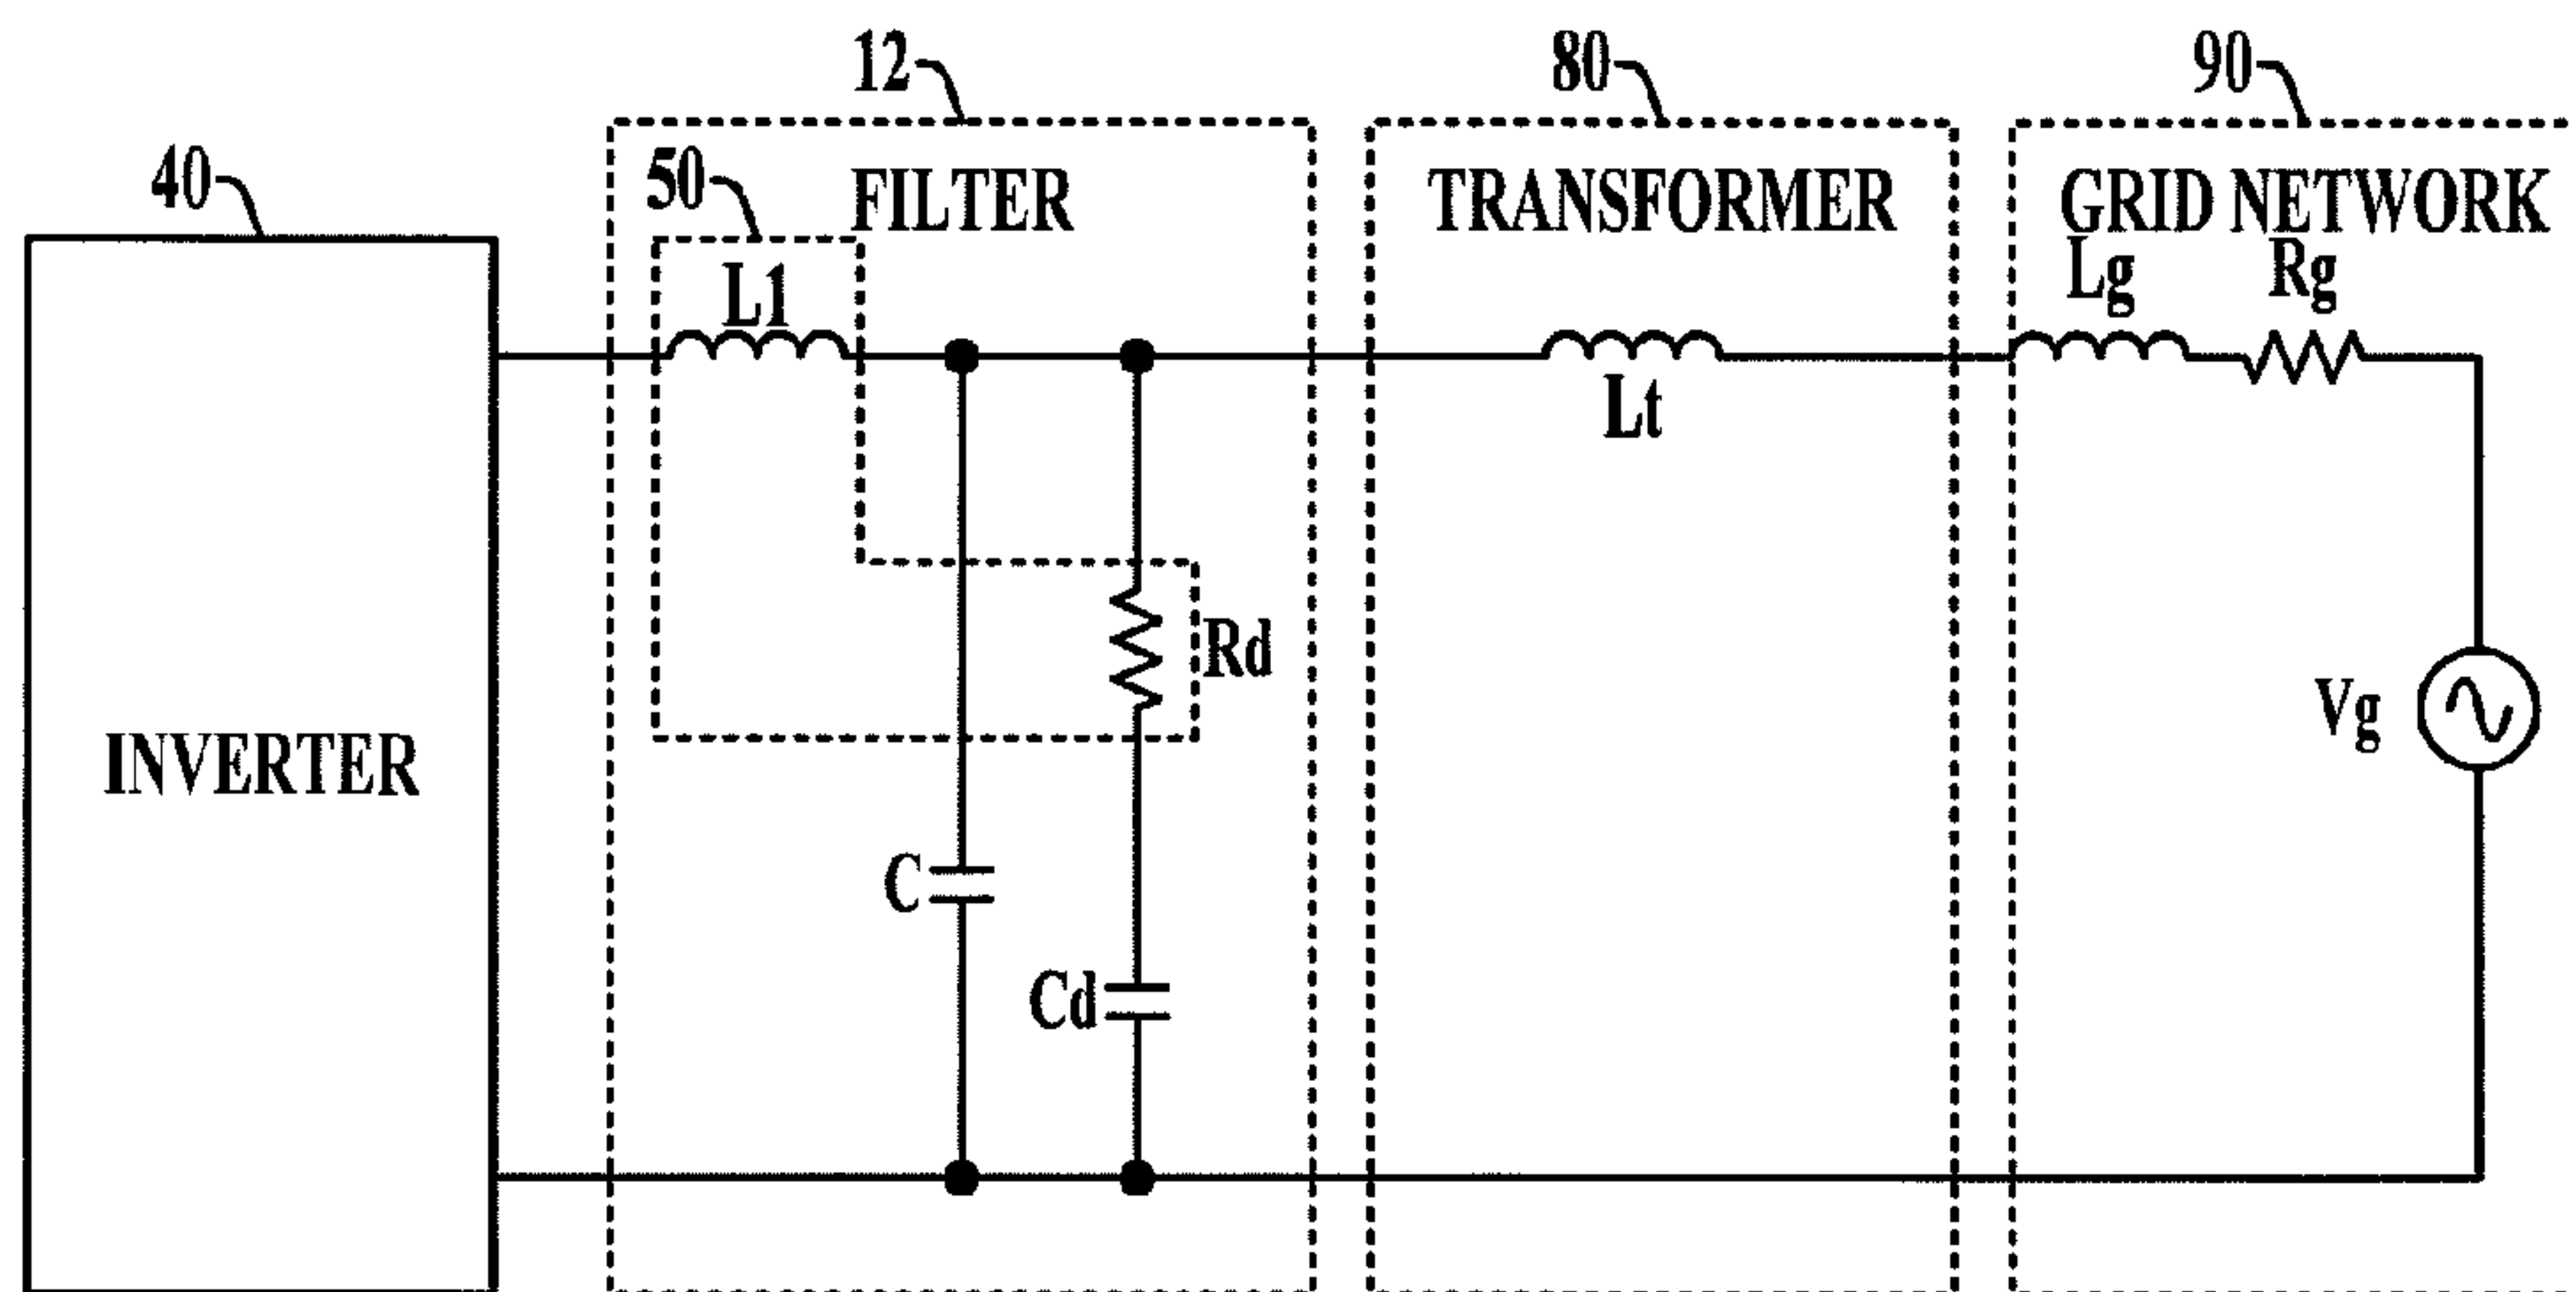 12
80
90
40
50
FILTER
TRANSFORMER
GRID NETWORK
L1
Lg
Rg
Lt
Rd
Vg
INVERTER
C
Cd